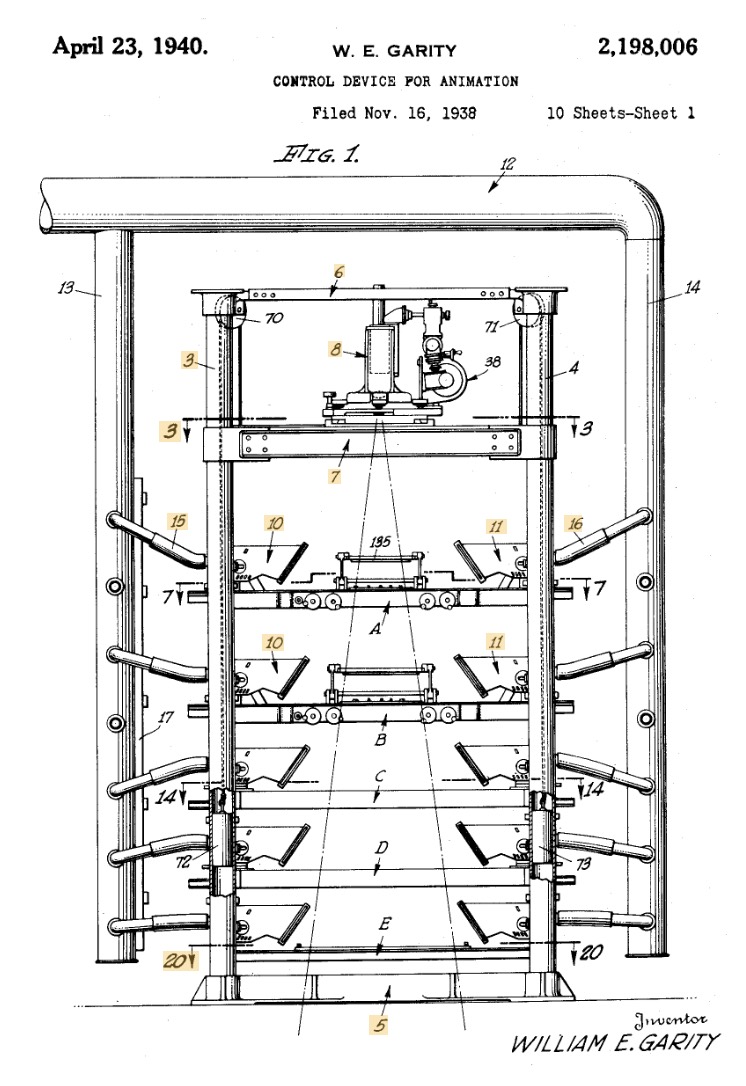 April 23, 1940.
W. E. GARITY
2,198,006
CONTROL DEVICE FOR ANIMATION
Filed Nov. 16, 1938
10 Sheets-Sheet 1
FIG. 1.
12
6
13
14
70
71
8
3
4
38
3
3
7
15
10
11
16
135
7
7
A
10
11
17
B
C
14
14
72
D
73
E
20
20
5
Inventor
WILLIAM E. GARITY